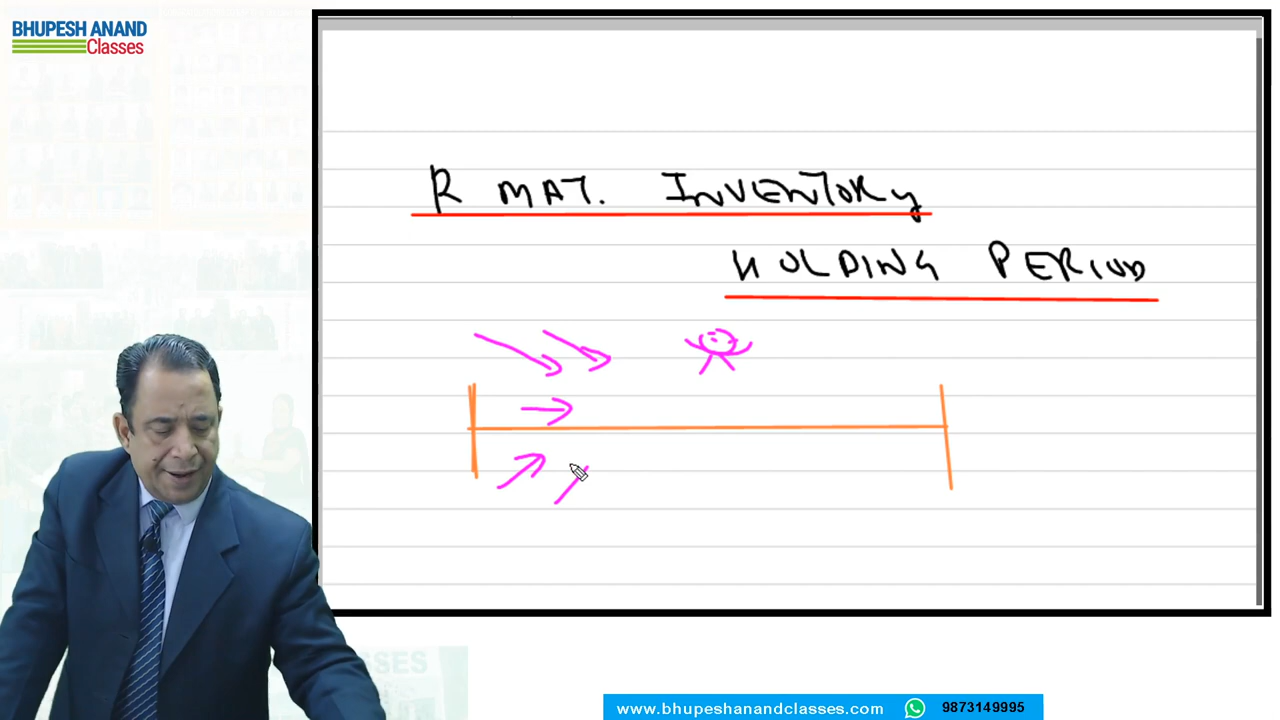 BHUPESH ANAND
Classes
R MAT. INVENTORY
HOLDING PERIOD
www.bhupeshanandclasses.com 9873149995